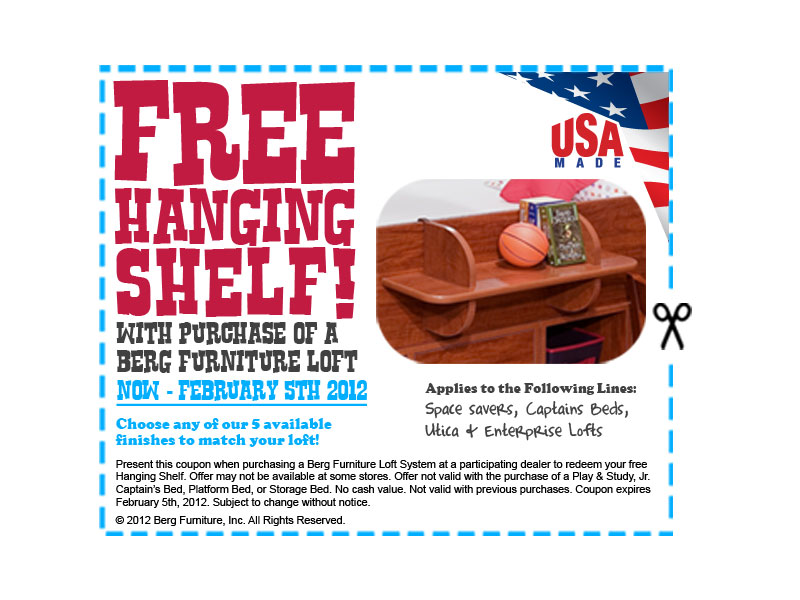 FREE
HANGING
SHELF!
WITH PURCHASE OF A
BERG FURNITURE LOFT
NOW - FEBRUARY 5TH 2012
Choose any of our 5 available
finishes to match your loft!
USA
MADE
Applies to the Following Lines:
Space savers, Captains Beds,
Utica & Enterprise Lofts
Present this coupon when purchasing a Berg Furniture Loft System at a participating dealer to redeem your free
Hanging Shelf. Offer may not be available at some stores. Offer not valid with the purchase of a Play & Study, Jr.
Captain's Bed, Platform Bed, or Storage Bed. No cash value. Not valid with previous purchases. Coupon expires
February 5th, 2012. Subject to change without notice.
© 2012 Berg Furniture, Inc. All Rights Reserved.